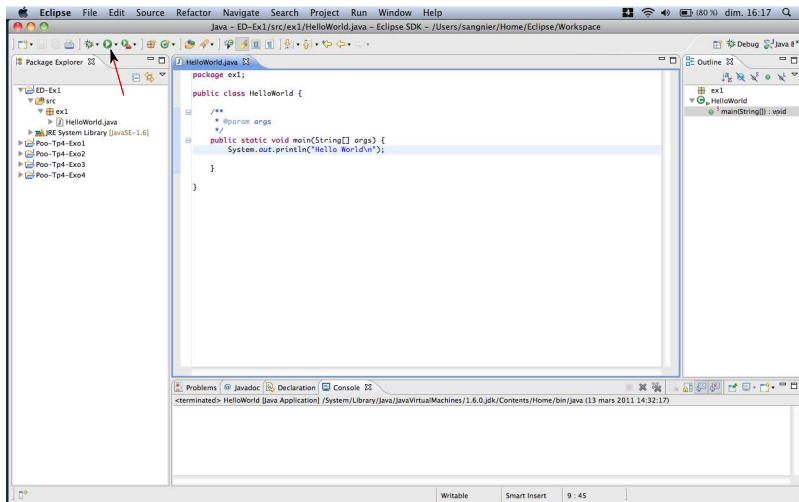 Eclipse File Edit Source Refactor Navigate Search Project Run Window Help (80 %) dim. 16:17
Java – ED-Ex1/src/ex1/HelloWorld.java – Eclipse SDK – /Users/sangnier/Home/Eclipse/Workspace
Debug Java
Package Explorer
HelloWorld.java
Outline
ED-Ex1
src
ex1
HelloWorld.java
JRE System Library [JavaSE-1.6]
Poo-Tp4-Exo1
Poo-Tp4-Exo2
Poo-Tp4-Exo3
Poo-Tp4-Exo4
package ex1;
public class HelloWorld {
/**
* @param args
*/
public static void main(String[] args) {
System.out.println("Hello World\n");
}
}
ex1
HelloWorld
main(String[]) : void
Problems @ Javadoc Declaration Console
<terminated> HelloWorld [Java Application] /System/Library/Java/JavaVirtualMachines/1.6.0.jdk/Contents/Home/bin/java (13 mars 2011 14:32:17)
Writable Smart Insert 9 : 45